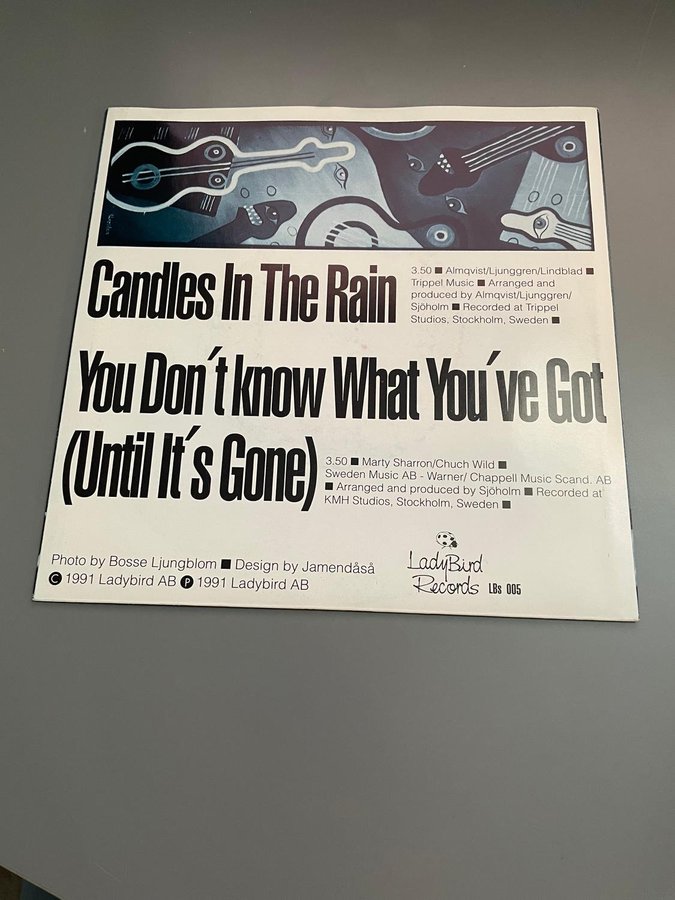 Candles In The Rain
3.50 ■ Almqvist/Ljunggren/Lindblad ■
Trippel Music ■ Arranged and
produced by Almqvist/Ljunggren/
Sjöholm ■ Recorded at Trippel
Studios, Stockholm, Sweden ■
You Don´t know What You´ve Got
(Until It´s Gone)
3.50 ■ Marty Sharron/Chuch Wild ■
Sweden Music AB - Warner/ Chappell Music Scand. AB
■ Arranged and produced by Sjöholm ■ Recorded at
KMH Studios, Stockholm, Sweden ■
Photo by Bosse Ljungblom ■ Design by Jamendåså
© 1991 Ladybird AB ℗ 1991 Ladybird AB
LadyBird
Records LBs 005